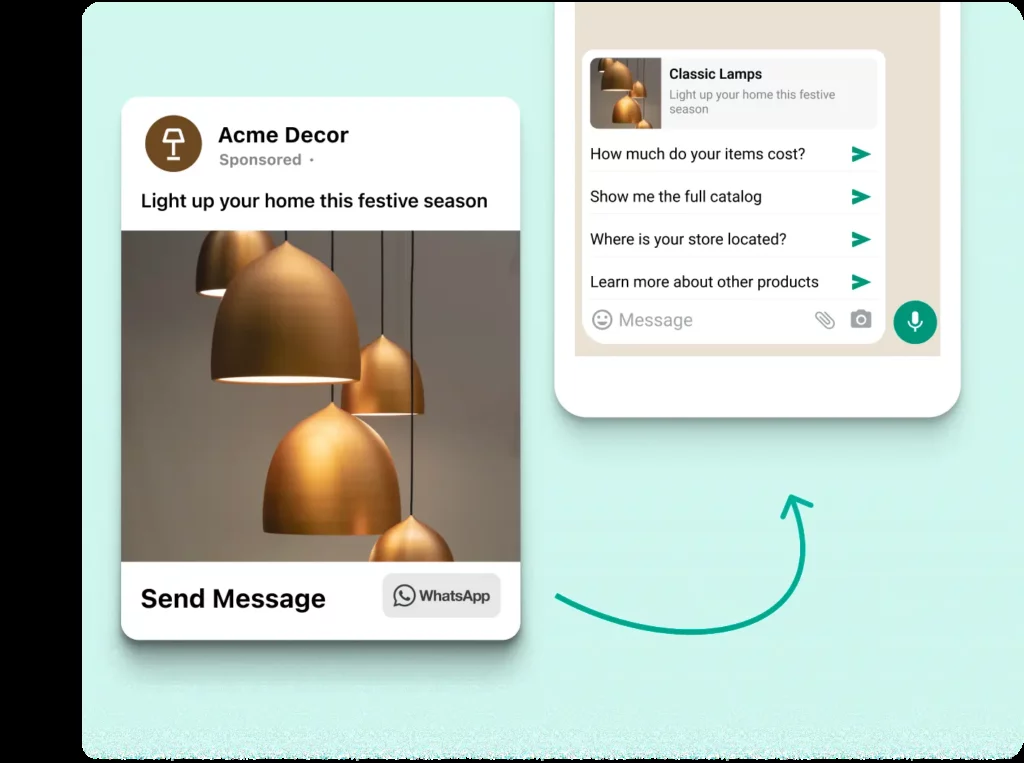 Acme Decor
Sponsored ·
Light up your home this festive season
Send Message
WhatsApp
Classic Lamps
Light up your home this festive
season
How much do your items cost?
Show me the full catalog
Where is your store located?
Learn more about other products
Message